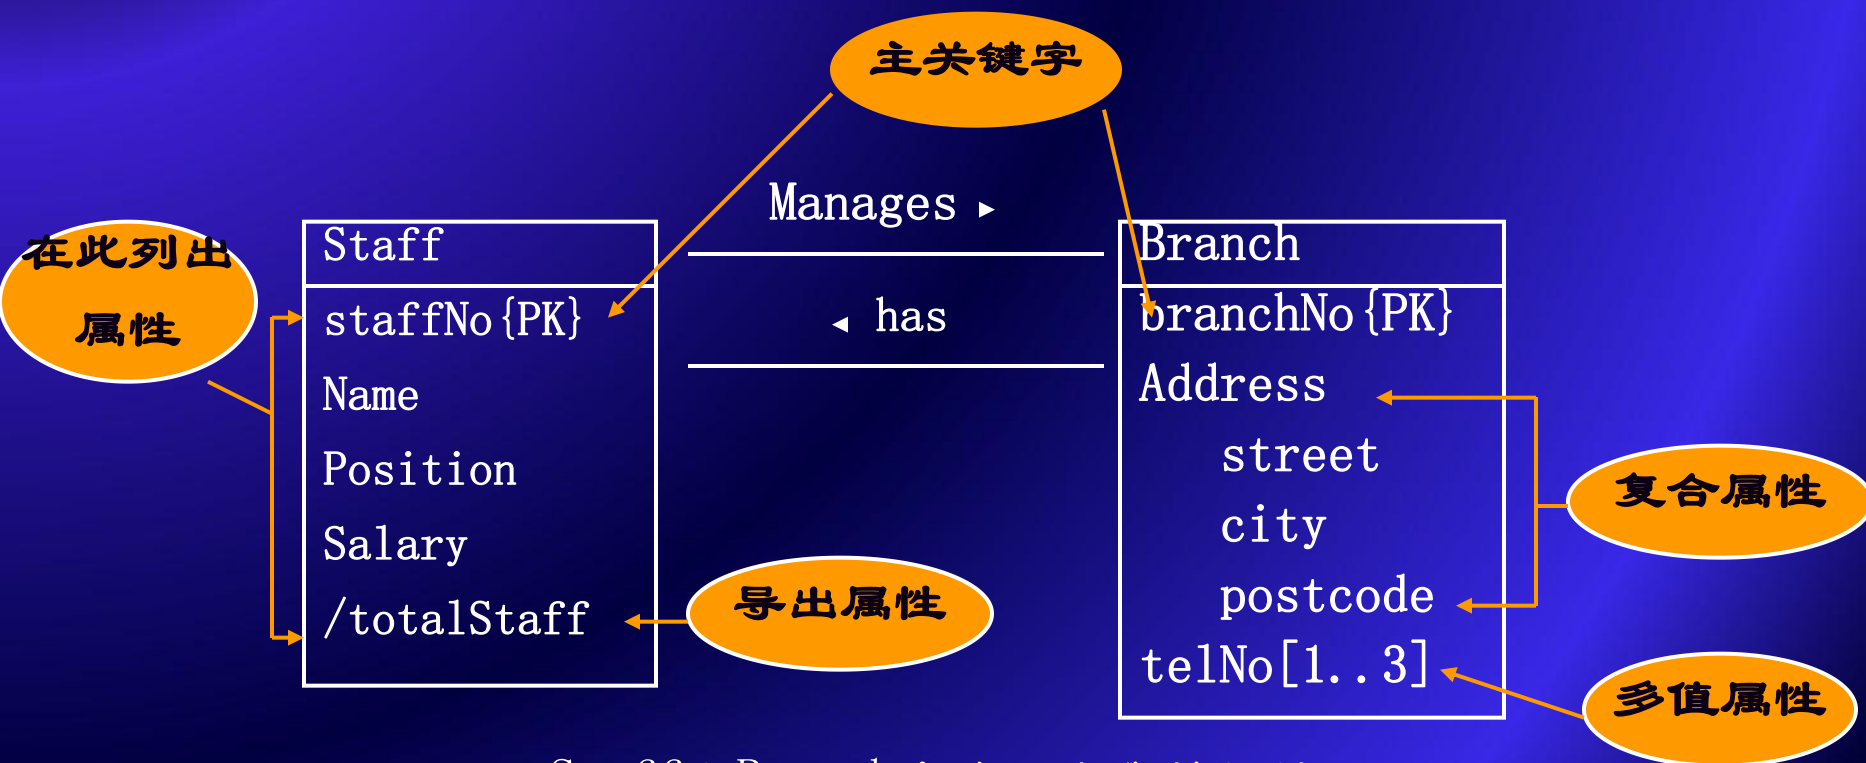 主关键字
Manages ►
在此列出
属性
Staff
staffNo{PK}
Name
Position
Salary
/totalStaff
◄ has
Branch
branchNo{PK}
Address
street
city
postcode
telNo[1..3]
复合属性
导出属性
多值属性